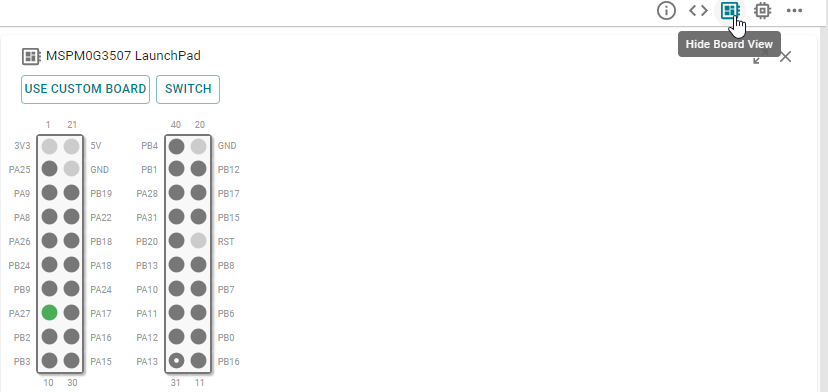 Hide Board View
MSPM0G3507 LaunchPad
USE CUSTOM BOARD SWITCH
1 21 40 20
3V3 5V PB4 GND
PA25 GND PB1 PB12
PA9 PB19 PA28 PB17
PA8 PA22 PA31 PB15
PA26 PB18 PB20 RST
PB24 PA18 PB13 PB8
PB9 PA24 PA10 PB7
PA27 PA17 PA11 PB6
PB2 PA16 PA12 PB0
PB3 PA15 PA13 PB16
10 30 31 11